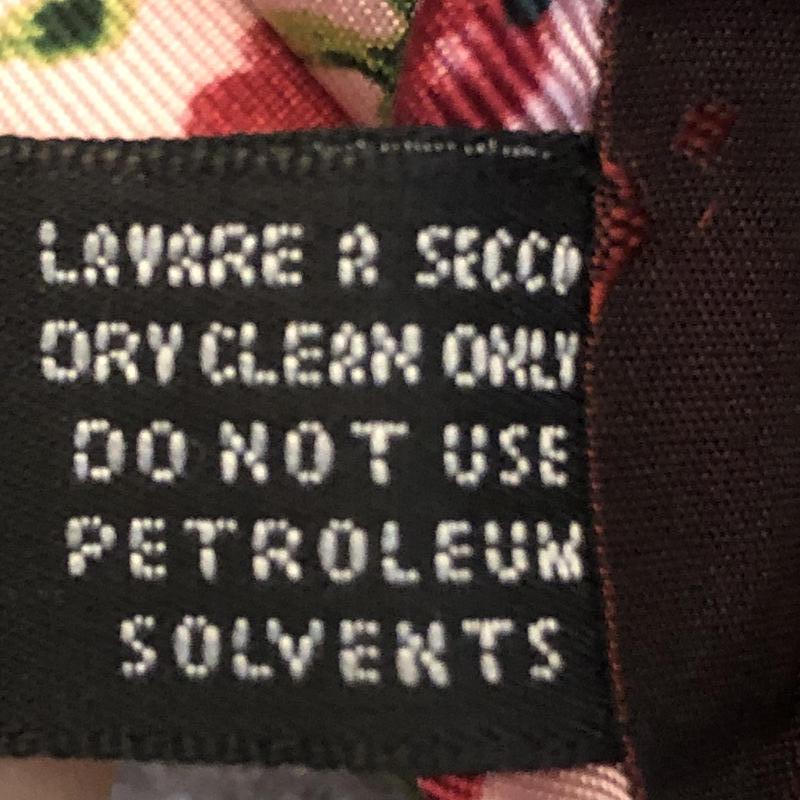 LAVARE A SECCO
DRY CLEAN ONLY
DO NOT USE
PETROLEUM
SOLVENTS